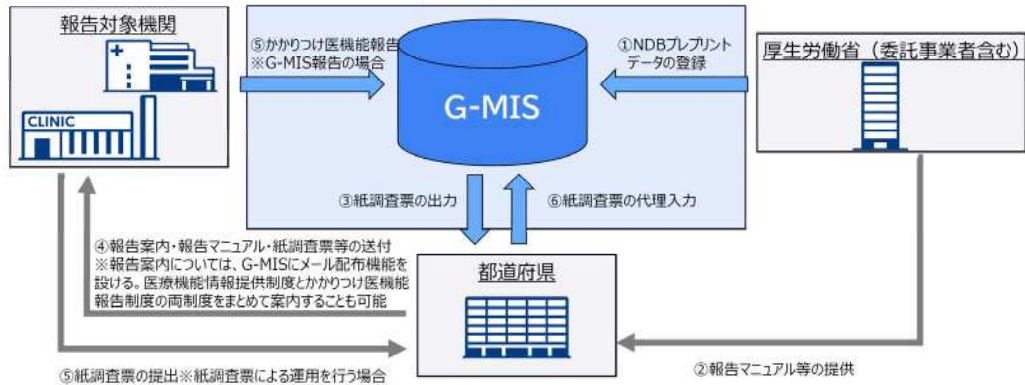 報告対象機関
CLINIC
⑤かかりつけ医機能報告
※G-MIS報告の場合
G-MIS
①NDBプレプリント
データの登録
厚生労働省（委託事業者含む）
③紙調査票の出力
⑥紙調査票の代理入力
④報告案内・報告マニュアル・紙調査票等の送付
※報告案内については、G-MISにメール配布機能を
設ける。医療機能情報提供制度とかかりつけ医機能
報告制度の両制度をまとめて案内することも可能
都道府県
⑤紙調査票の提出※紙調査票による運用を行う場合
②報告マニュアル等の提供